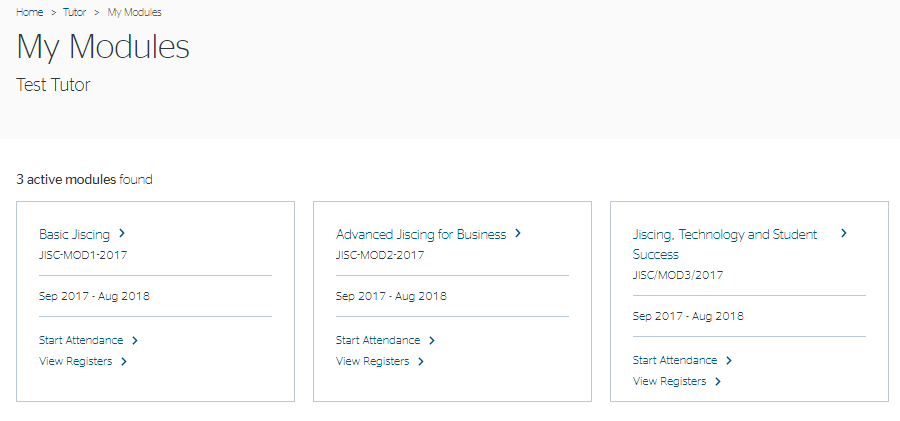 Home > Tutor > My Modules
My Modules
Test Tutor
3 active modules found
Basic Jiscing >
JISC-MOD1-2017
Sep 2017 - Aug 2018
Start Attendance >
View Registers >
Advanced Jiscing for Business >
JISC-MOD2-2017
Sep 2017 - Aug 2018
Start Attendance >
View Registers >
Jiscing, Technology and Student >
Success
JISC/MOD3/2017
Sep 2017 - Aug 2018
Start Attendance >
View Registers >